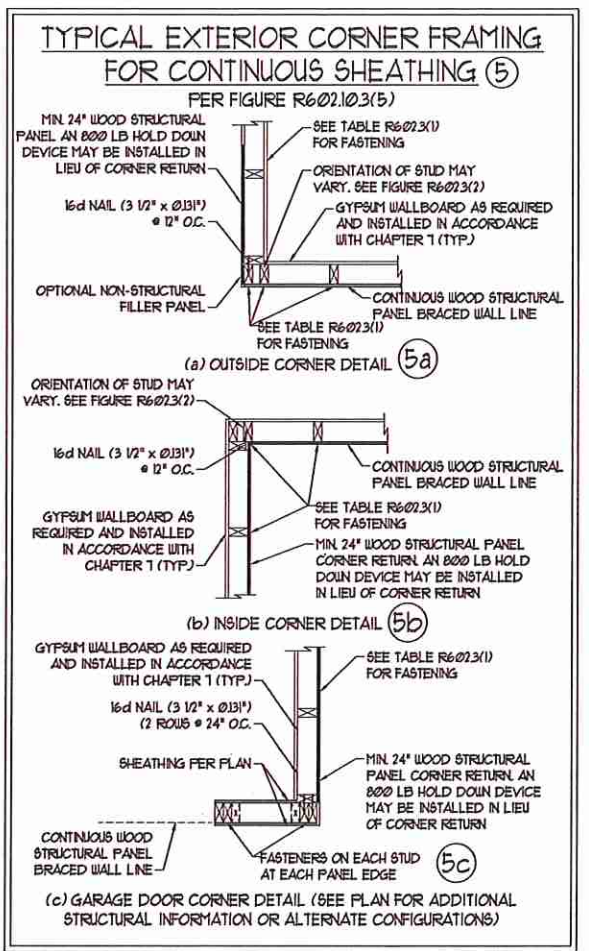 TYPICAL EXTERIOR CORNER FRAMING
FOR CONTINUOUS SHEATHING 5
PER FIGURE R602.10.3(5)
MIN. 24" WOOD STRUCTURAL
PANEL AN 800 LB HOLD DOWN
DEVICE MAY BE INSTALLED IN
LIEU OF CORNER RETURN
16d NAIL (3 1/2" x Ø.131")
@ 12" O.C.
OPTIONAL NON-STRUCTURAL
FILLER PANEL
SEE TABLE R602.3(1)
FOR FASTENING
ORIENTATION OF STUD MAY
VARY. SEE FIGURE R602.3(2)
GYPSUM WALLBOARD AS REQUIRED
AND INSTALLED IN ACCORDANCE
WITH CHAPTER 7 (TYP.)
CONTINUOUS WOOD STRUCTURAL
PANEL BRACED WALL LINE
SEE TABLE R602.3(1)
FOR FASTENING
(a) OUTSIDE CORNER DETAIL 5a
ORIENTATION OF STUD MAY
VARY. SEE FIGURE R602.3(2)
16d NAIL (3 1/2" x Ø.131")
@ 12" O.C.
GYPSUM WALLBOARD AS
REQUIRED AND INSTALLED
IN ACCORDANCE WITH
CHAPTER 7 (TYP.)
CONTINUOUS WOOD STRUCTURAL
PANEL BRACED WALL LINE
SEE TABLE R602.3(1)
FOR FASTENING
MIN. 24" WOOD STRUCTURAL PANEL
CORNER RETURN. AN 800 LB HOLD
DOWN DEVICE MAY BE INSTALLED
IN LIEU OF CORNER RETURN
(b) INSIDE CORNER DETAIL 5b
GYPSUM WALLBOARD AS REQUIRED
AND INSTALLED IN ACCORDANCE
WITH CHAPTER 7 (TYP.)
16d NAIL (3 1/2" x Ø.131")
(2 ROWS @ 24" O.C.
SHEATHING PER PLAN
CONTINUOUS WOOD
STRUCTURAL PANEL
BRACED WALL LINE
SEE TABLE R602.3(1)
FOR FASTENING
MIN. 24" WOOD STRUCTURAL
PANEL CORNER RETURN. AN
800 LB HOLD DOWN DEVICE
MAY BE INSTALLED IN LIEU
OF CORNER RETURN
FASTENERS ON EACH STUD
AT EACH PANEL EDGE
5c
(c) GARAGE DOOR CORNER DETAIL (SEE PLAN FOR ADDITIONAL
STRUCTURAL INFORMATION OR ALTERNATE CONFIGURATIONS)